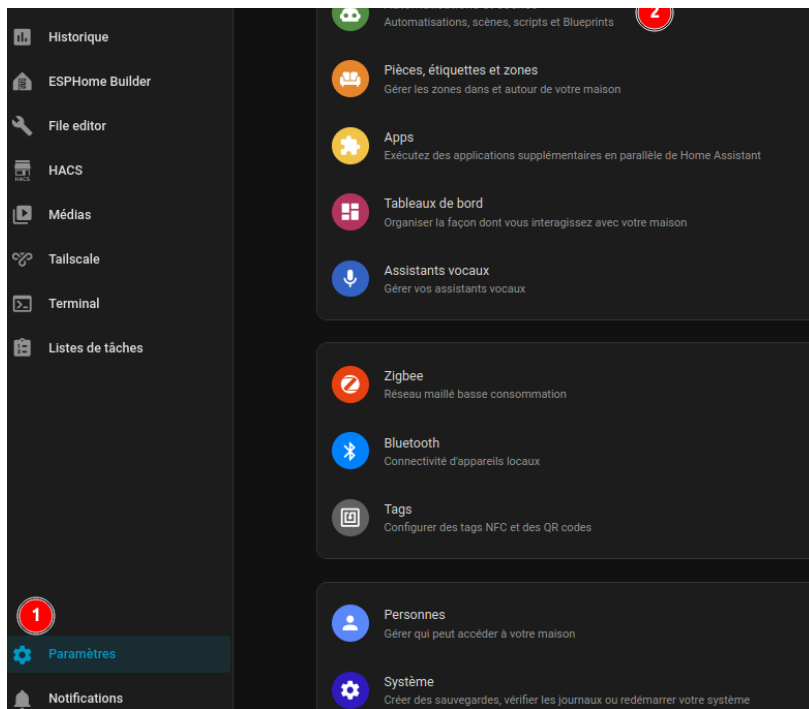 Historique
ESPHome Builder
File editor
HACS
HACS
Médias
Tailscale
Terminal
Listes de tâches
1
Paramètres
Notifications
2
Automatisations, scènes, scripts et Blueprints
Pièces, étiquettes et zones
Gérer les zones dans et autour de votre maison
Apps
Exécutez des applications supplémentaires en parallèle de Home Assistant
Tableaux de bord
Organiser la façon dont vous interagissez avec votre maison
Assistants vocaux
Gérer vos assistants vocaux
Zigbee
Réseau maillé basse consommation
Bluetooth
Connectivité d'appareils locaux
Tags
Configurer des tags NFC et des QR codes
Personnes
Gérer qui peut accéder à votre maison
Système
Créer des sauvegardes, vérifier les journaux ou redémarrer votre système